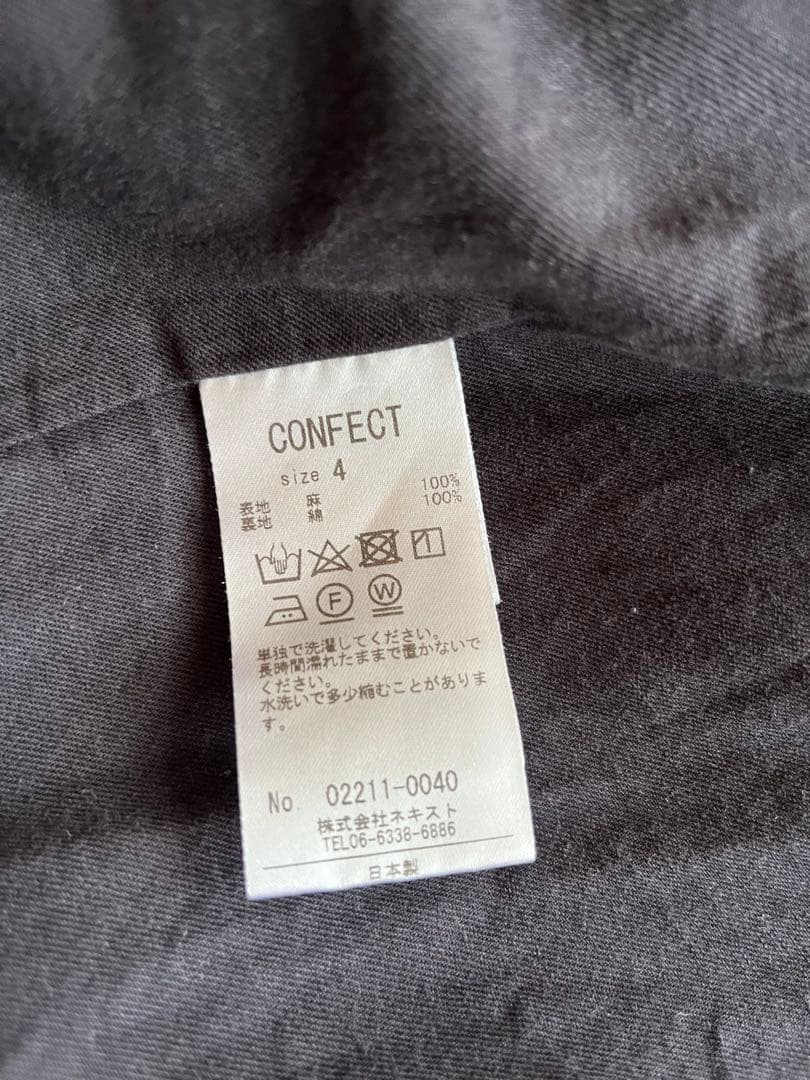 CONFECT
size 4
表地 麻 100%
裏地 綿 100%
F W
単独で洗濯してください。
長時間濡れたままで置かないで
ください。
水洗いで多少縮むことがありま
す。
No. 02211-0040
株式会社ネキスト
TEL06-6338-6886
日本製